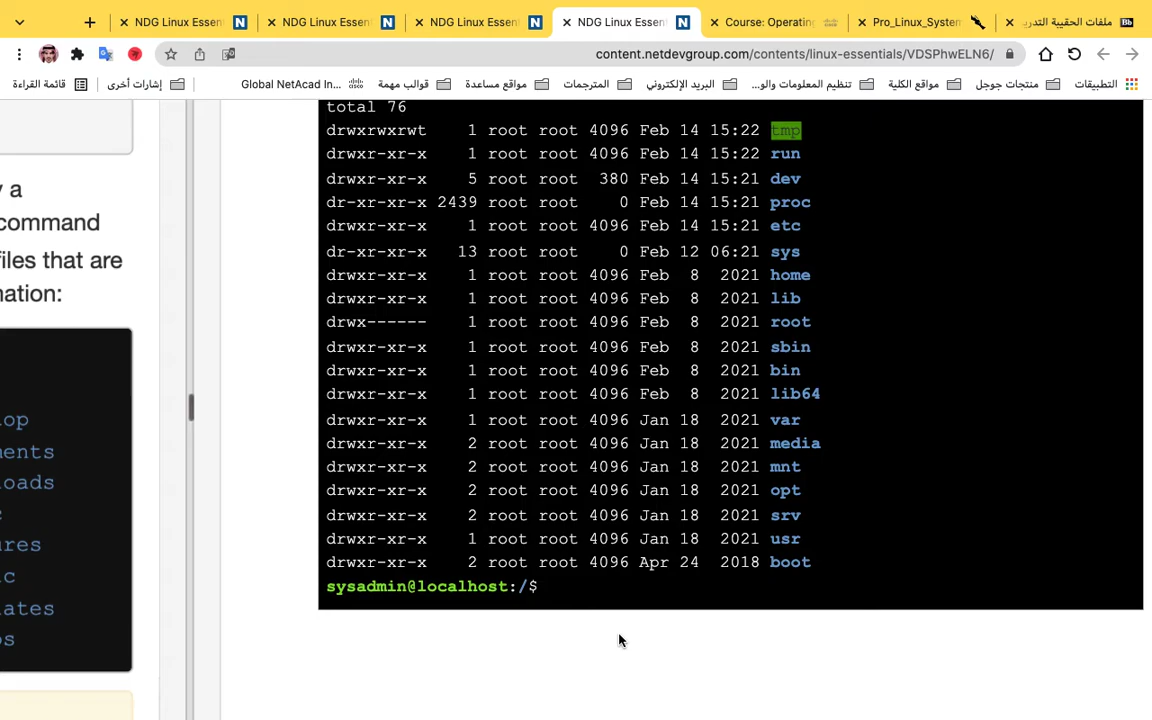 NDG Linux Essen
NDG Linux Essen
NDG Linux Essen
NDG Linux Essen
Course: Operatin
Pro_Linux_System
ملفات الحقيبة التدري
Bb
content.netdevgroup.com/contents/linux-essentials/VDSPhwELN6/
التطبيقات
منتجات جوجل
مواقع الكلية
تنظيم المعلومات والو...
البريد الإلكتروني
المترجمات
مواقع مساعدة
قوالب مهمة
Global NetAcad In...
إشارات أخرى
قائمة القراءة
y a
command
iles that are
nation:
op
ments
oads
c
ures
ic
ates
os
total 76
drwxrwxrwt 1 root root 4096 Feb 14 15:22 tmp
drwxr-xr-x 1 root root 4096 Feb 14 15:22 run
drwxr-xr-x 5 root root 380 Feb 14 15:21 dev
dr-xr-xr-x 2439 root root 0 Feb 14 15:21 proc
drwxr-xr-x 1 root root 4096 Feb 14 15:21 etc
dr-xr-xr-x 13 root root 0 Feb 12 06:21 sys
drwxr-xr-x 1 root root 4096 Feb 8 2021 home
drwxr-xr-x 1 root root 4096 Feb 8 2021 lib
drwx------ 1 root root 4096 Feb 8 2021 root
drwxr-xr-x 1 root root 4096 Feb 8 2021 sbin
drwxr-xr-x 1 root root 4096 Feb 8 2021 bin
drwxr-xr-x 1 root root 4096 Feb 8 2021 lib64
drwxr-xr-x 1 root root 4096 Jan 18 2021 var
drwxr-xr-x 2 root root 4096 Jan 18 2021 media
drwxr-xr-x 2 root root 4096 Jan 18 2021 mnt
drwxr-xr-x 2 root root 4096 Jan 18 2021 opt
drwxr-xr-x 2 root root 4096 Jan 18 2021 srv
drwxr-xr-x 1 root root 4096 Jan 18 2021 usr
drwxr-xr-x 2 root root 4096 Apr 24 2018 boot
sysadmin@localhost:/$